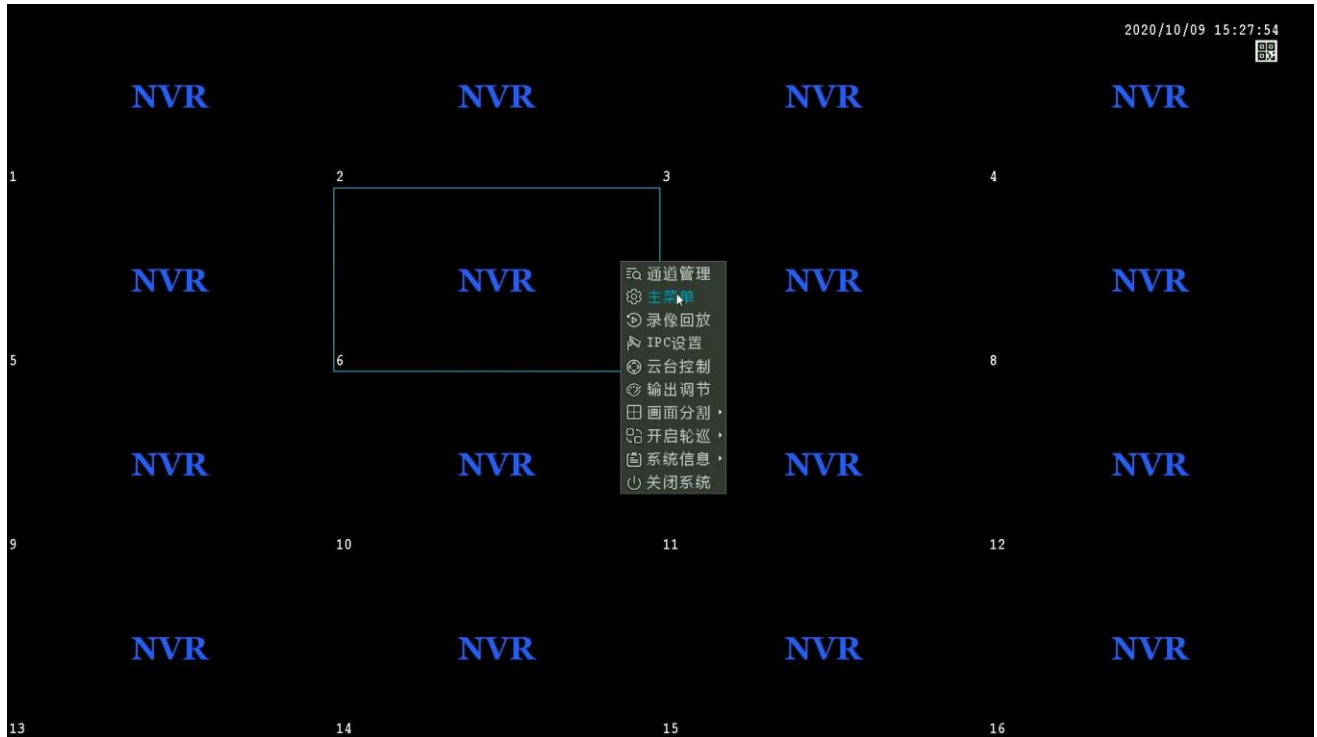 2020/10/09 15:27:54
NVR NVR NVR NVR
1 2 3 4
NVR NVR NVR NVR
通道管理
主菜单
录像回放
IPC设置
云台控制
输出调节
画面分割
开启轮巡
系统信息
关闭系统
5 6 8
NVR NVR NVR NVR
9 10 11 12
NVR NVR NVR NVR
13 14 15 16